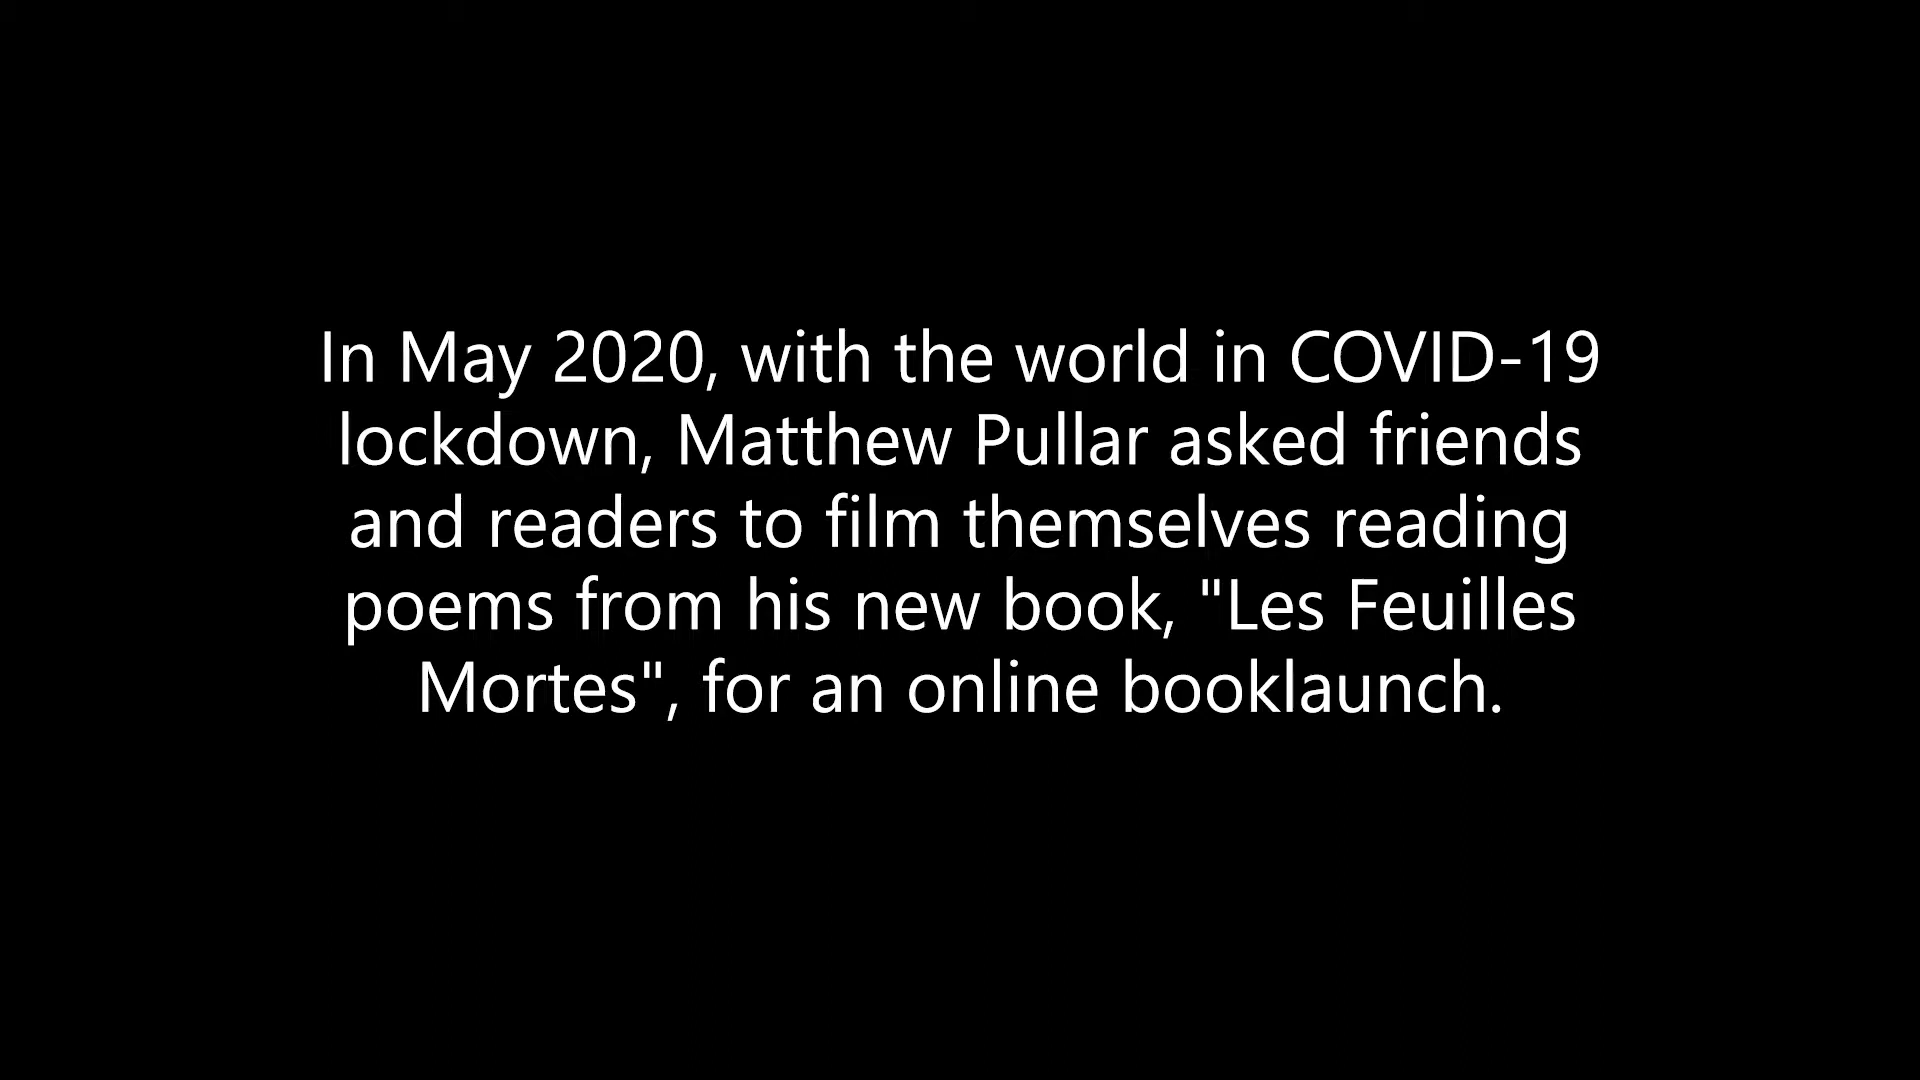 In May 2020, with the world in COVID-19
lockdown, Matthew Pullar asked friends
and readers to film themselves reading
poems from his new book, "Les Feuilles
Mortes", for an online booklaunch.